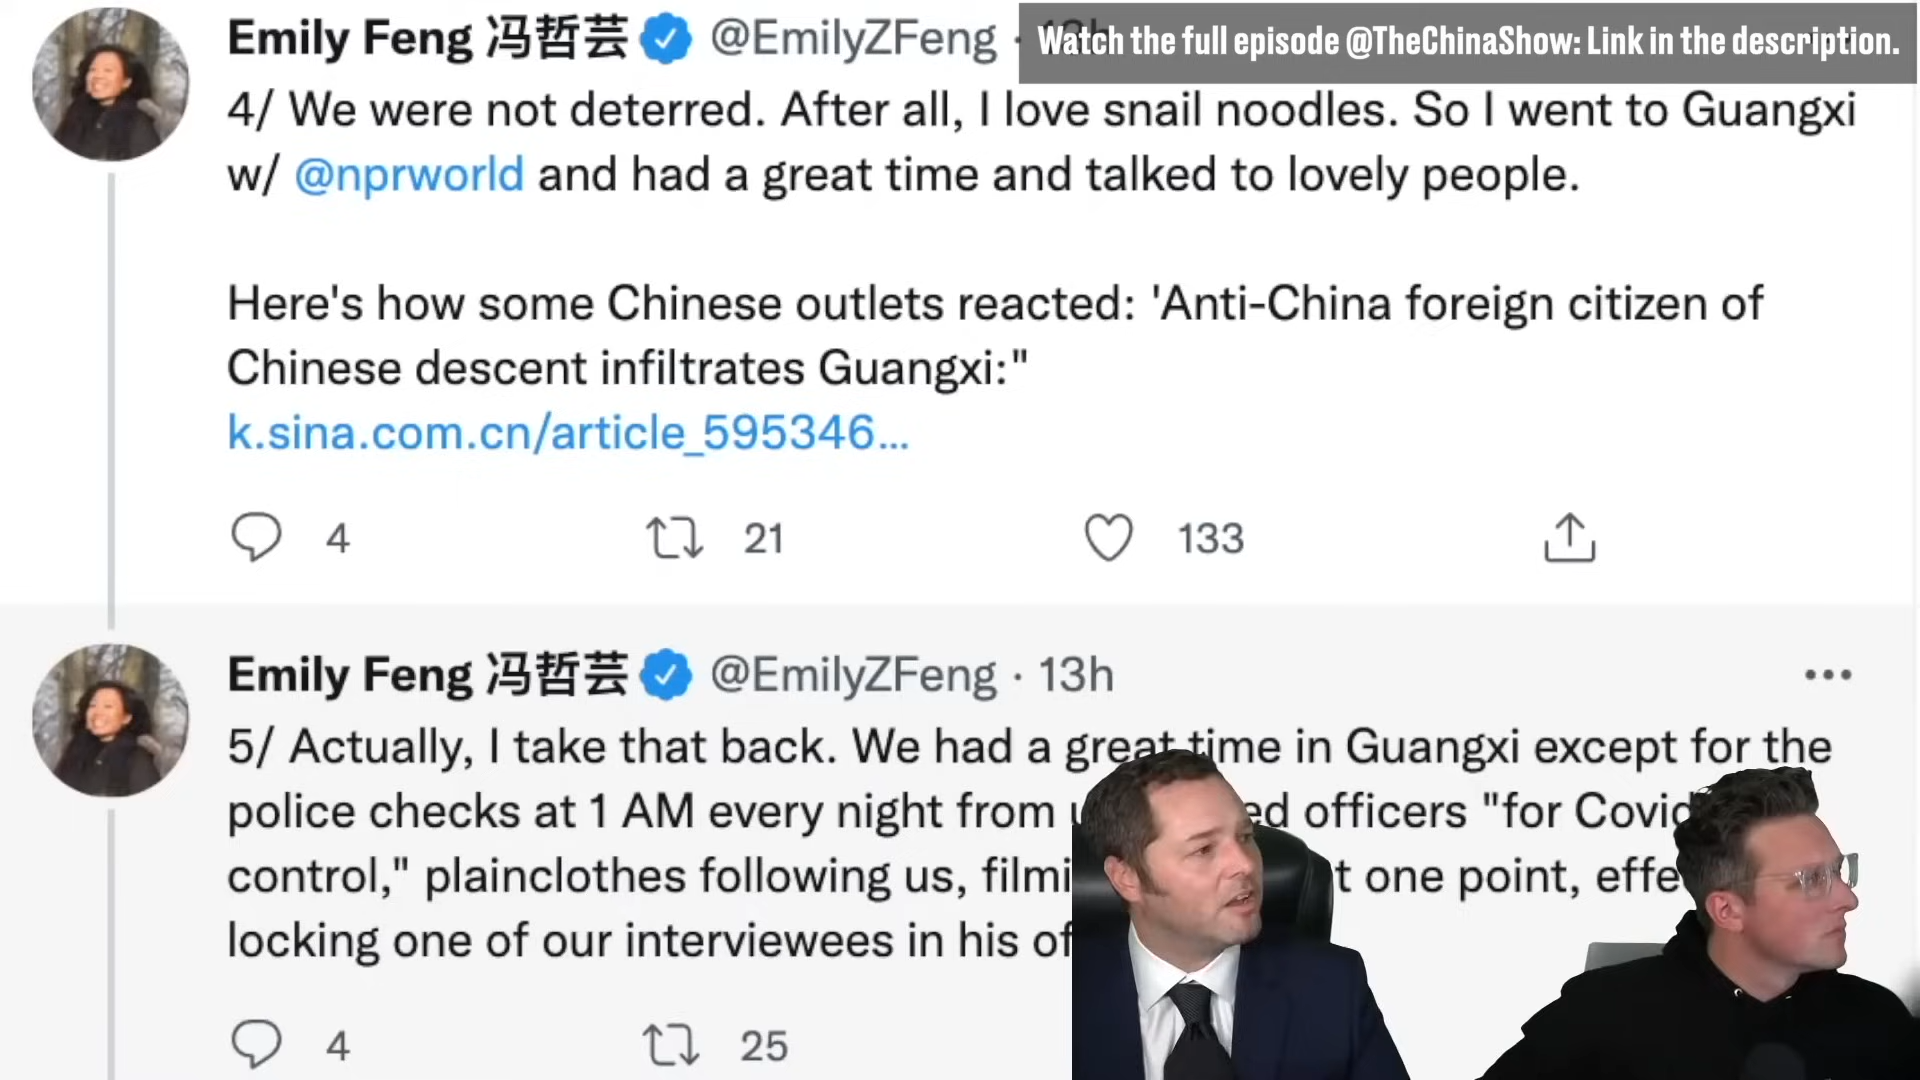 Watch the full episode @TheChinaShow: Link in the description.
Emily Feng 冯哲芸 @EmilyZFeng ·
4/ We were not deterred. After all, I love snail noodles. So I went to Guangxi
w/ @nprworld and had a great time and talked to lovely people.
Here's how some Chinese outlets reacted: 'Anti-China foreign citizen of
Chinese descent infiltrates Guangxi:"
k.sina.com.cn/article_595346...
4 21 133
Emily Feng 冯哲芸 @EmilyZFeng · 13h
5/ Actually, I take that back. We had a great time in Guangxi except for the
police checks at 1 AM every night from officers "for Covid
control," plainclothes following us, t one point,
locking one of our interviewees in his
4 25